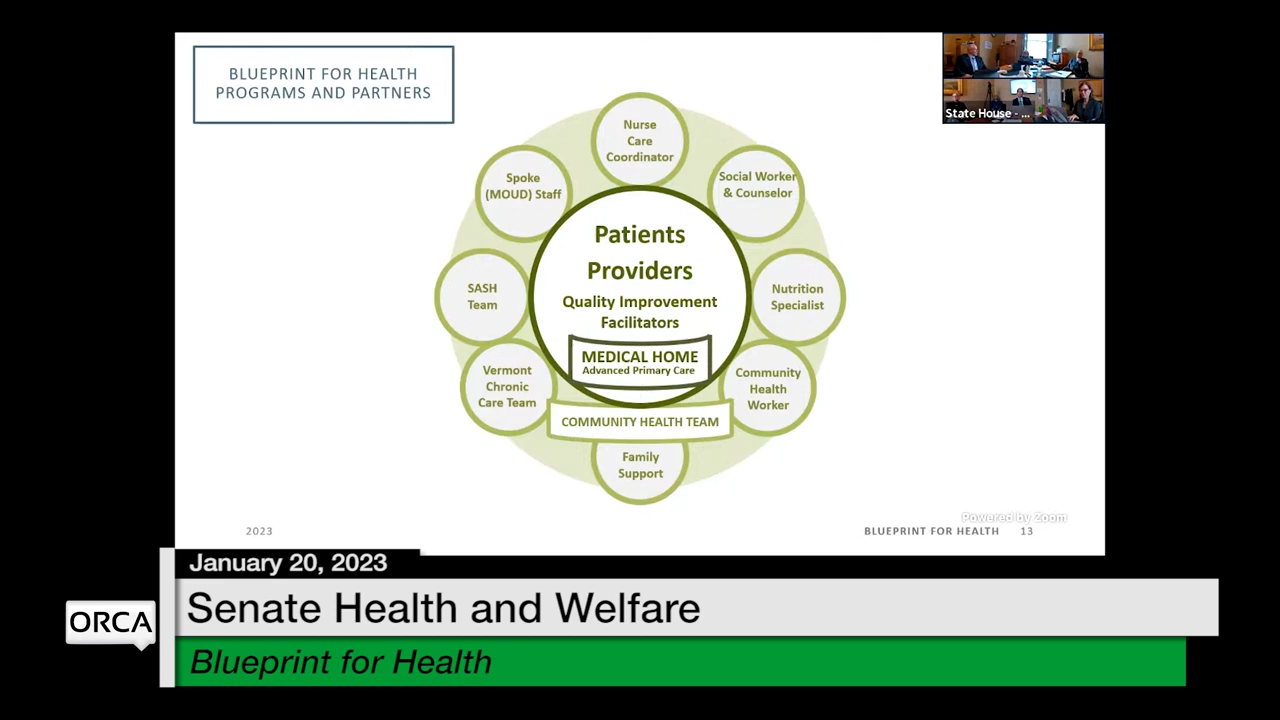 BLUEPRINT FOR HEALTH
PROGRAMS AND PARTNERS
State House - ...
Nurse
Care
Coordinator
Spoke
(MOUD) Staff
Social Worker
& Counselor
Patients
Providers
Quality Improvement
Facilitators
MEDICAL HOME
Advanced Primary Care
SASH
Team
Nutrition
Specialist
Vermont
Chronic
Care Team
Community
Health
Worker
COMMUNITY HEALTH TEAM
Family
Support
Powered by Zoom
2023
BLUEPRINT FOR HEALTH 13
January 20, 2023
ORCA
Senate Health and Welfare
Blueprint for Health